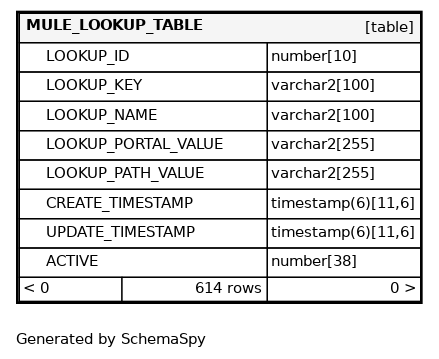 MULE_LOOKUP_TABLE [table]
LOOKUP_ID number[10]
LOOKUP_KEY varchar2[100]
LOOKUP_NAME varchar2[100]
LOOKUP_PORTAL_VALUE varchar2[255]
LOOKUP_PATH_VALUE varchar2[255]
CREATE_TIMESTAMP timestamp(6)[11,6]
UPDATE_TIMESTAMP timestamp(6)[11,6]
ACTIVE number[38]
< 0 614 rows 0 >
Generated by SchemaSpy